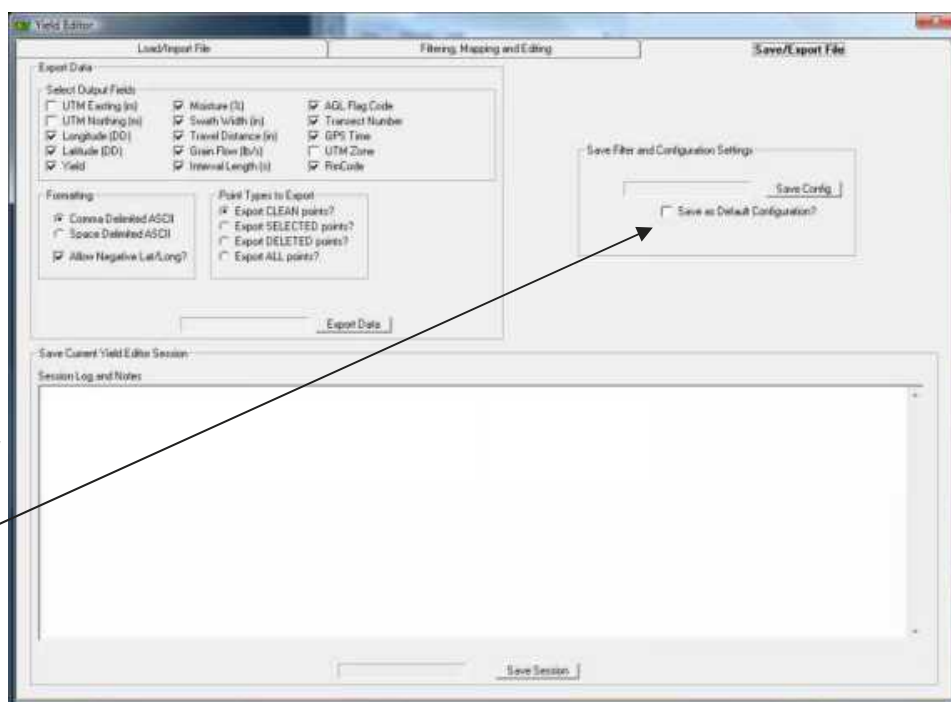 Yield Editor
Load/Import File
Filtering, Mapping and Editing
Save/Export File
Export Data
Select Output Fields
UTM Easting (m)
UTM Northing (m)
Longitude (DD)
Latitude (DD)
Yield
Moisture (%)
Swath Width (in)
Travel Distance (in)
Grain Flow (lb/s)
Interval Length (s)
AGL Flag Code
Transect Number
GPS Time
UTM Zone
Formatting
Comma Delimited ASCII
Space Delimited ASCII
Allow Negative Lat/Long?
Point Types to Export
Export CLEAN points?
Export SELECTED points?
Export DELETED points?
Export ALL points?
Export Data
Save Filter and Configuration Settings
Save Config
Save as Default Configuration?
Save Current Yield Editor Session
Session Log and Notes
Save Session